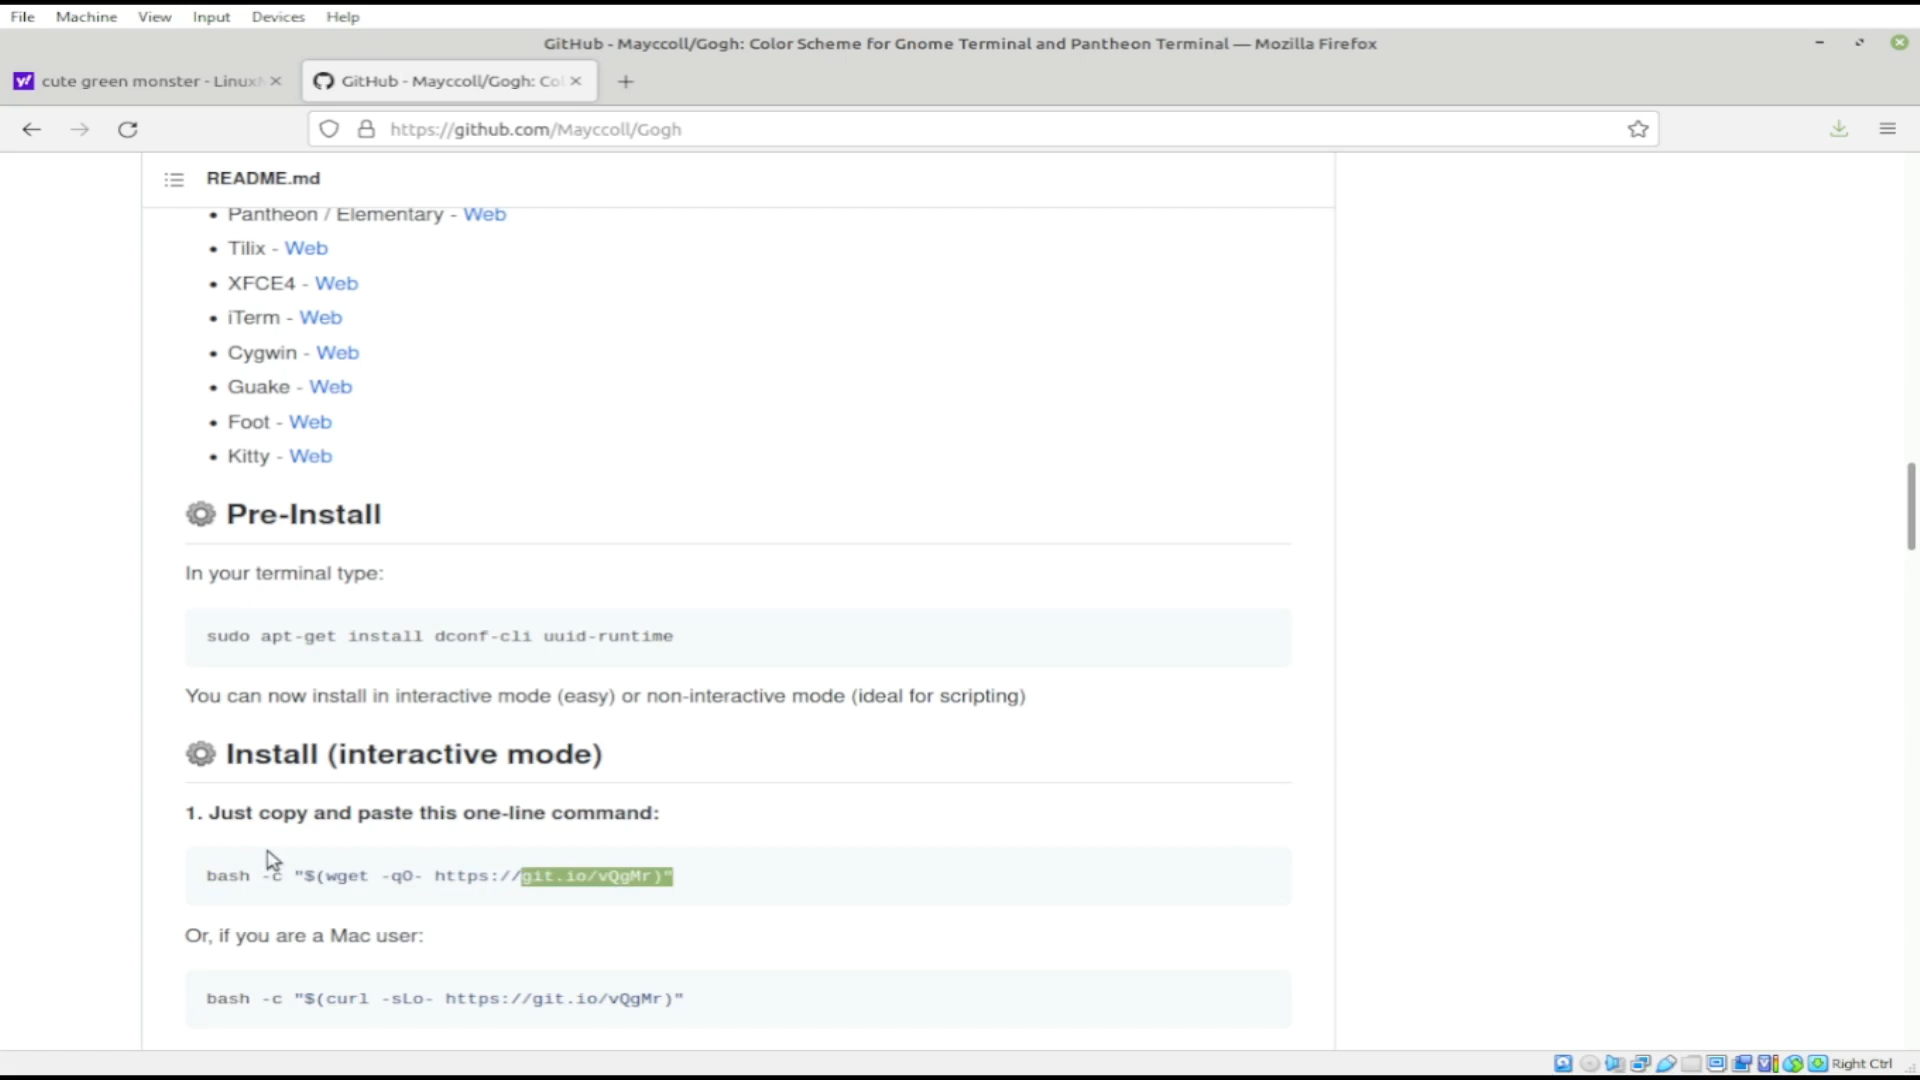 File Machine View Input Devices Help
GitHub - Mayccoll/Gogh: Color Scheme for Gnome Terminal and Pantheon Terminal — Mozilla Firefox
cute green monster - Linux
GitHub - Mayccoll/Gogh: Co
https://github.com/Mayccoll/Gogh
README.md
Pantheon / Elementary - Web
Tilix - Web
XFCE4 - Web
iTerm - Web
Cygwin - Web
Guake - Web
Foot - Web
Kitty - Web
Pre-Install
In your terminal type:
sudo apt-get install dconf-cli uuid-runtime
You can now install in interactive mode (easy) or non-interactive mode (ideal for scripting)
Install (interactive mode)
1. Just copy and paste this one-line command:
bash -c "$(wget -qO- https://git.io/vQgMr)"
Or, if you are a Mac user:
bash -c "$(curl -sLo- https://git.io/vQgMr)"
Right Ctrl